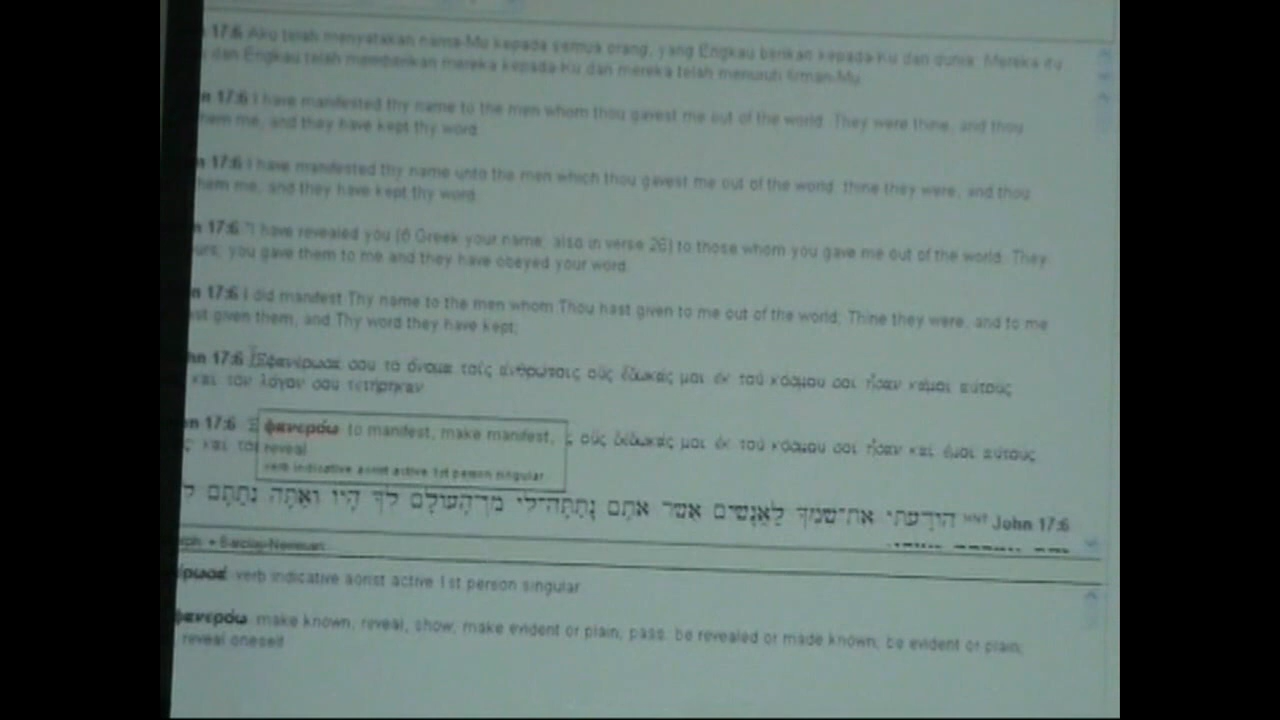 n 17:6 Aku telah menyatakan nama-Mu kepada semua orang, yang Engkau berikan kepada-Ku dari dunia. Mereka itu
dan Engkau telah memberikan mereka kepada-Ku dan mereka telah menuruti firman-Mu.
n 17:6 I have manifested thy name to the men whom thou gavest me out of the world. They were thine, and thou
hem me, and they have kept thy word.
n 17:6 I have manifested thy name unto the men which thou gavest me out of the world: thine they were, and thou
hem me; and they have kept thy word.
n 17:6 "I have revealed you (6 Greek your name; also in verse 26) to those whom you gave me out of the world. They
urs; you gave them to me and they have obeyed your word.
n 17:6 I did manifest Thy name to the men whom Thou hast given to me out of the world; Thine they were, and to me
st given them, and Thy word they have kept;
hn 17:6 Ἐφανέρωσά σου τὸ ὄνομα τοῖς ἀνθρώποις οὓς ἔδωκάς μοι ἐκ τοῦ κόσμου. σοὶ ἦσαν κἀμοὶ αὐτοὺς
καὶ τὸν λόγον σου τετήρηκαν
hn 17:6 φανερόω to manifest, make manifest, οὓς δέδωκάς μοι ἐκ τοῦ κόσμου σοὶ ἦσαν καὶ ἐμοὶ αὐτοὺς
ς καὶ τὸ reveal
verb indicative aorist active 1st person singular
John 17:6 MNT הוֹדַעְתִּי אֶת־שִׁמְךָ לָאֲנָשִׁים אֲשֶׁר אֹתָם נָתַתָּה־לִּי מִן־הָעוֹלָם לְךָ הָיוּ וְאַתָּה נְתַתָּם ל
+ Barclay-Newman
ρωσά verb indicative aorist active 1st person singular
φανερόω make known, reveal, show; make evident or plain; pass. be revealed or made known; be evident or plain;
reveal oneself